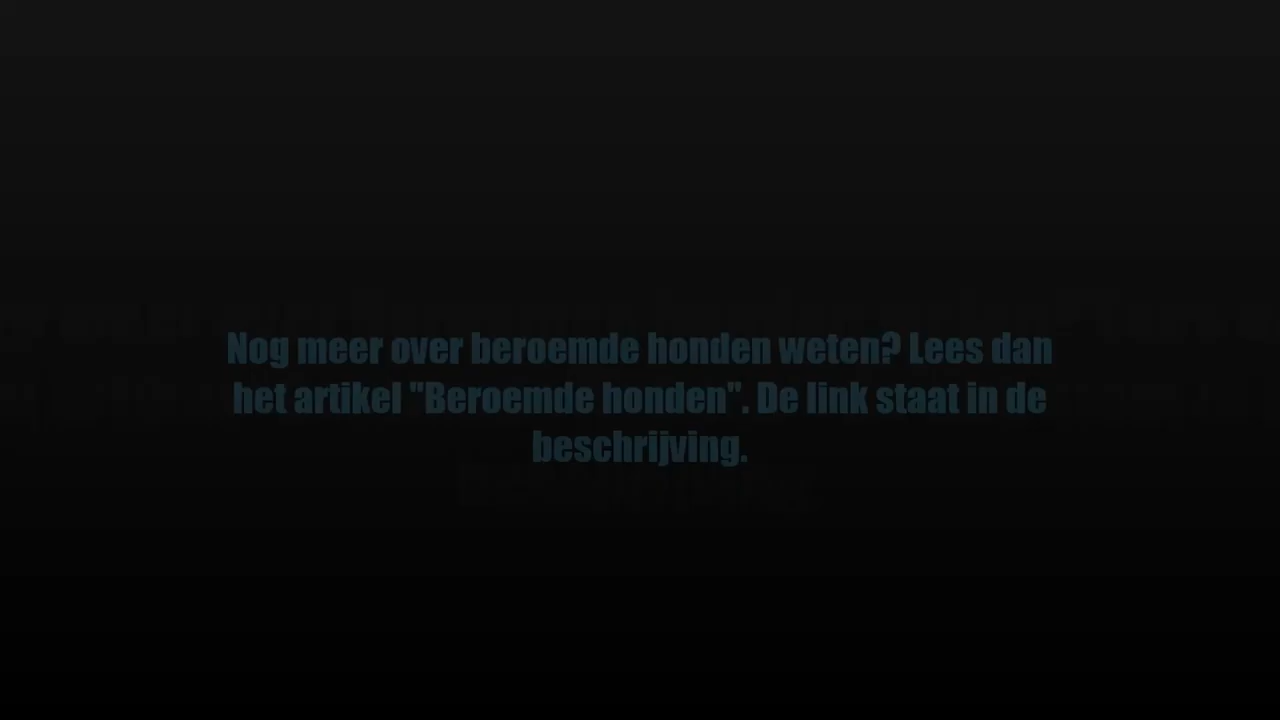 Nog meer over beroemde honden weten? Lees dan
het artikel "Beroemde honden". De link staat in de
beschrijving.